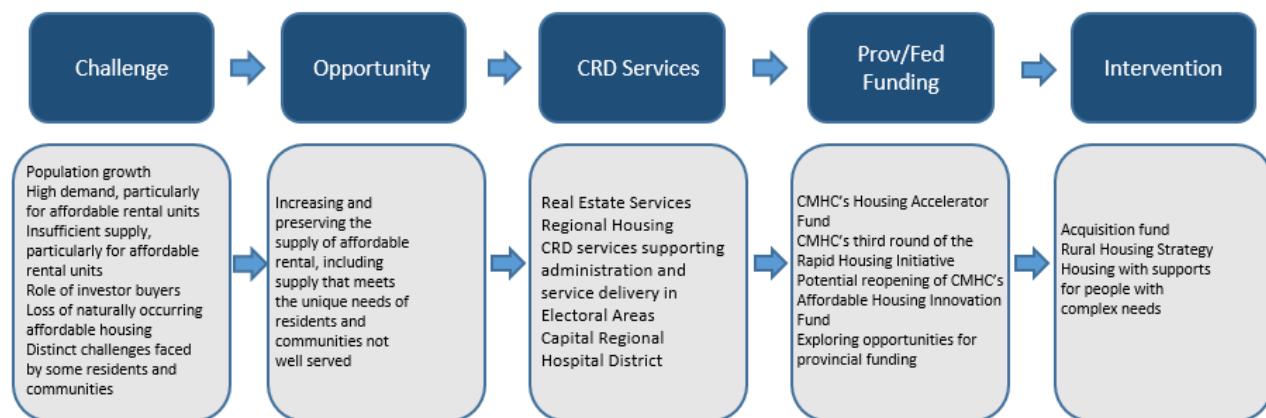 Challenge
Opportunity
CRD Services
Prov/Fed
Funding
Intervention
Population growth
High demand, particularly
for affordable rental units
Insufficient supply,
particularly for affordable
rental units
Role of investor buyers
Loss of naturally occurring
affordable housing
Distinct challenges faced
by some residents and
communities
Increasing and
preserving the
supply of affordable
rental, including
supply that meets
the unique needs of
residents and
communities not
well served
Real Estate Services
Regional Housing
CRD services supporting
administration and
service delivery in
Electoral Areas
Capital Regional
Hospital District
CMHC's Housing Accelerator
Fund
CMHC's third round of the
Rapid Housing Initiative
Potential reopening of CMHC's
Affordable Housing Innovation
Fund
Exploring opportunities for
provincial funding
Acquisition fund
Rural Housing Strategy
Housing with supports
for people with
complex needs